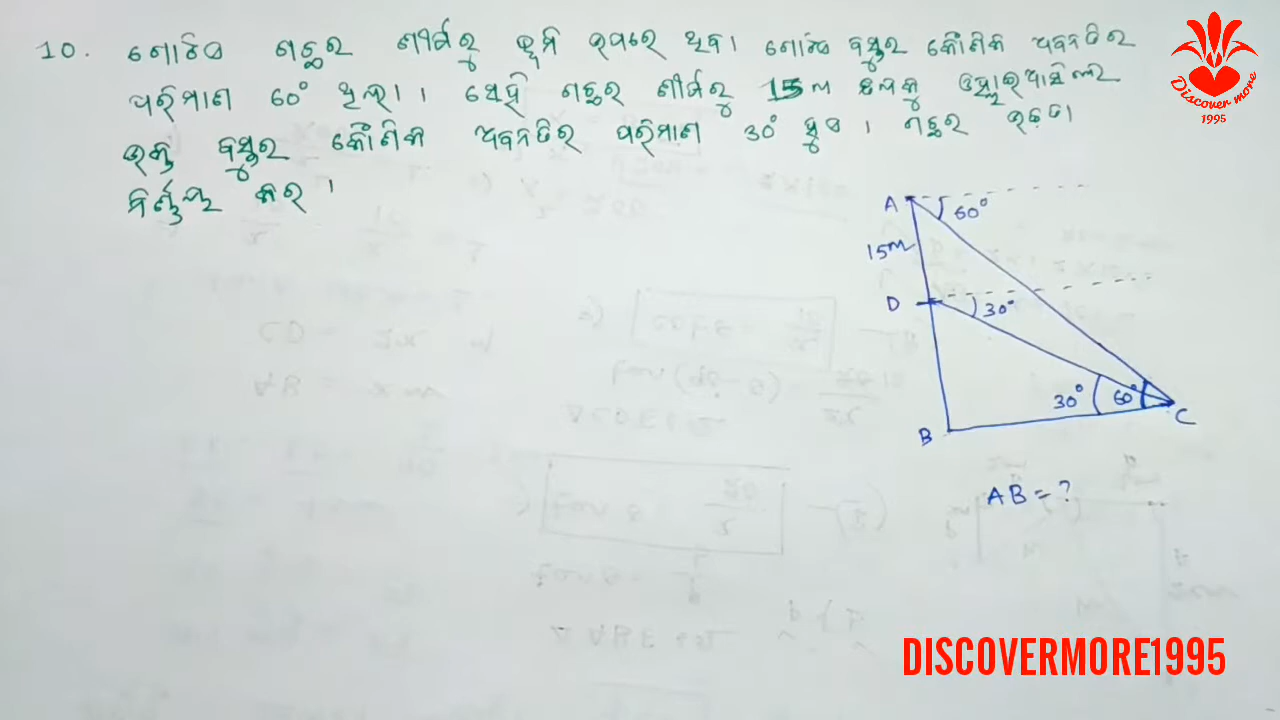 10. ଗୋଟିଏ ଗଛର ଶୀର୍ଷରୁ ଭୂମି ଉପରେ ଥିବା ଗୋଟିଏ ବସ୍ତୁର କୌଣିକ ଅବନତିର
ପରିମାଣ 60° ଥିଲା । ସେହି ଗଛର ଶୀର୍ଷରୁ 15m ତଳକୁ ଓହ୍ଲାଇଆସିଲେ
ଉକ୍ତ ବସ୍ତୁର କୌଣିକ ଅବନତିର ପରିମାଣ 30° ହୁଏ । ଗଛର ଉଚ୍ଚତା
ନିର୍ଣ୍ଣୟ କର ।
A 60°
15m
D 30°
30° 60°
B C
AB = ?
Discover more
1995
DISCOVERMORE1995